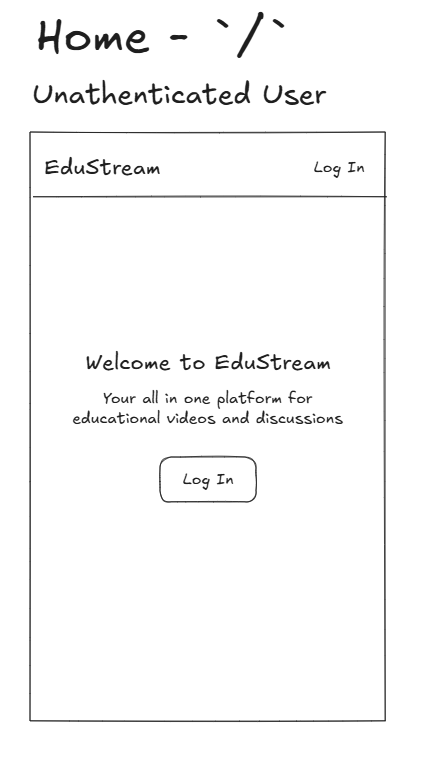 Home - `/`
Unathenticated User
EduStream
Log In
Welcome to EduStream
Your all in one platform for
educational videos and discussions
Log In